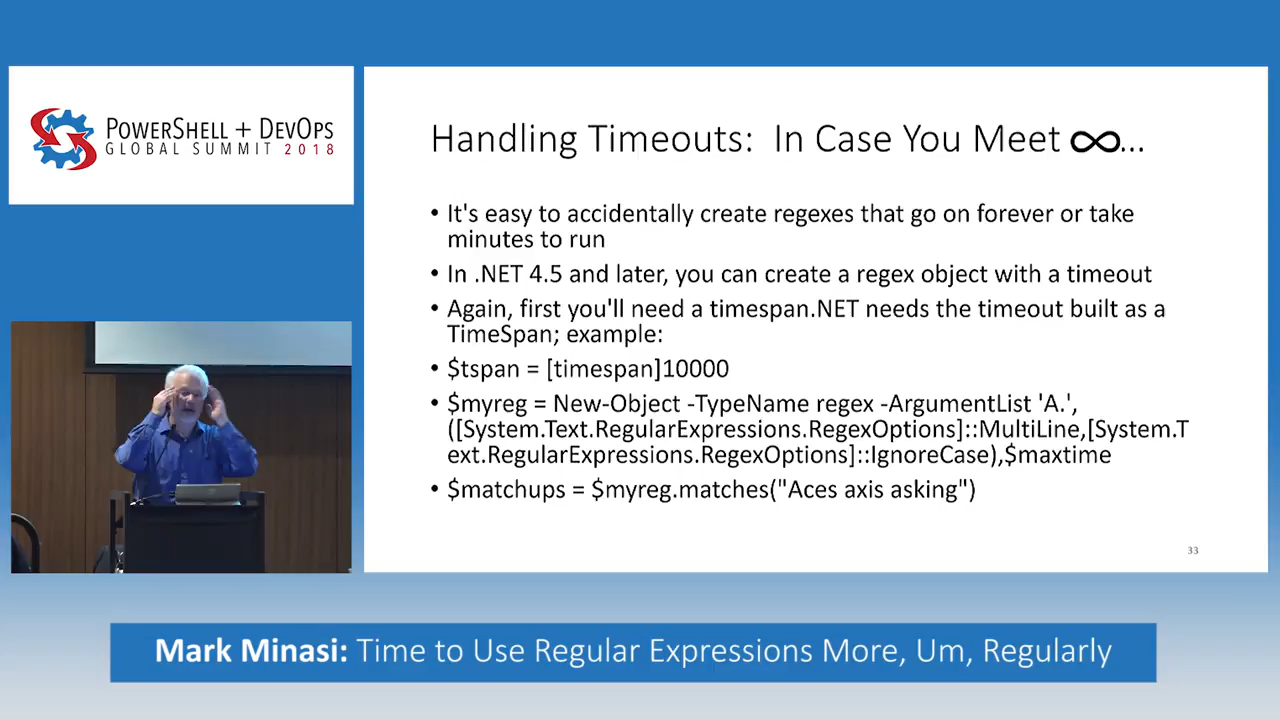 POWERSHELL + DEVOPS
GLOBAL SUMMIT 2018
Handling Timeouts: In Case You Meet ∞...
• It's easy to accidentally create regexes that go on forever or take
minutes to run
• In .NET 4.5 and later, you can create a regex object with a timeout
• Again, first you'll need a timespan.NET needs the timeout built as a
TimeSpan; example:
• $tspan = [timespan]10000
• $myreg = New-Object -TypeName regex -ArgumentList 'A.',
([System.Text.RegularExpressions.RegexOptions]::MultiLine,[System.T
ext.RegularExpressions.RegexOptions]::IgnoreCase),$maxtime
• $matchups = $myreg.matches("Aces axis asking")
33
Mark Minasi: Time to Use Regular Expressions More, Um, Regularly